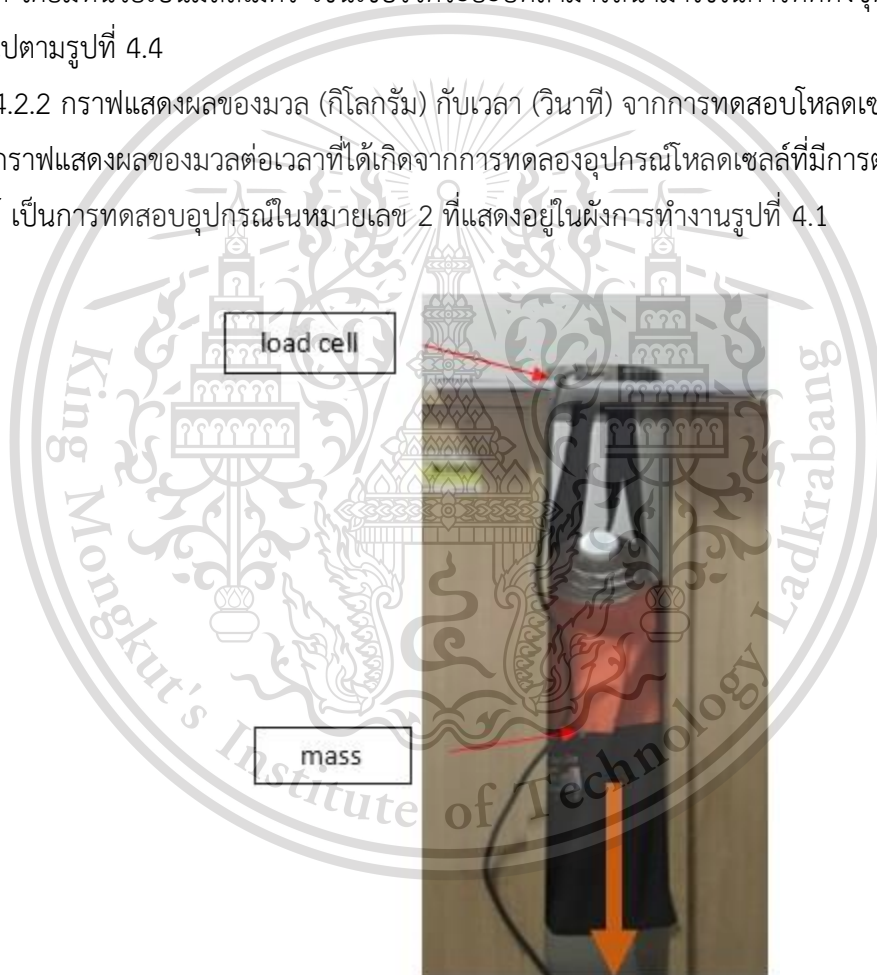 ปตามรูปที่ 4.4
4.2.2 กราฟแสดงผลของมวล (กิโลกรัม) กับเวลา (วินาที) จากการทดสอบโหลดเซ
กราฟแสดงผลของมวลต่อเวลาที่ได้เกิดจากการทดลองอุปกรณ์โหลดเซลล์ที่มีการต
เป็นการทดสอบอุปกรณ์ในหมายเลข 2 ที่แสดงอยู่ในผังการทำงานรูปที่ 4.1
load cell
mass
King Mongkut's Institute of Technology Ladkrabang